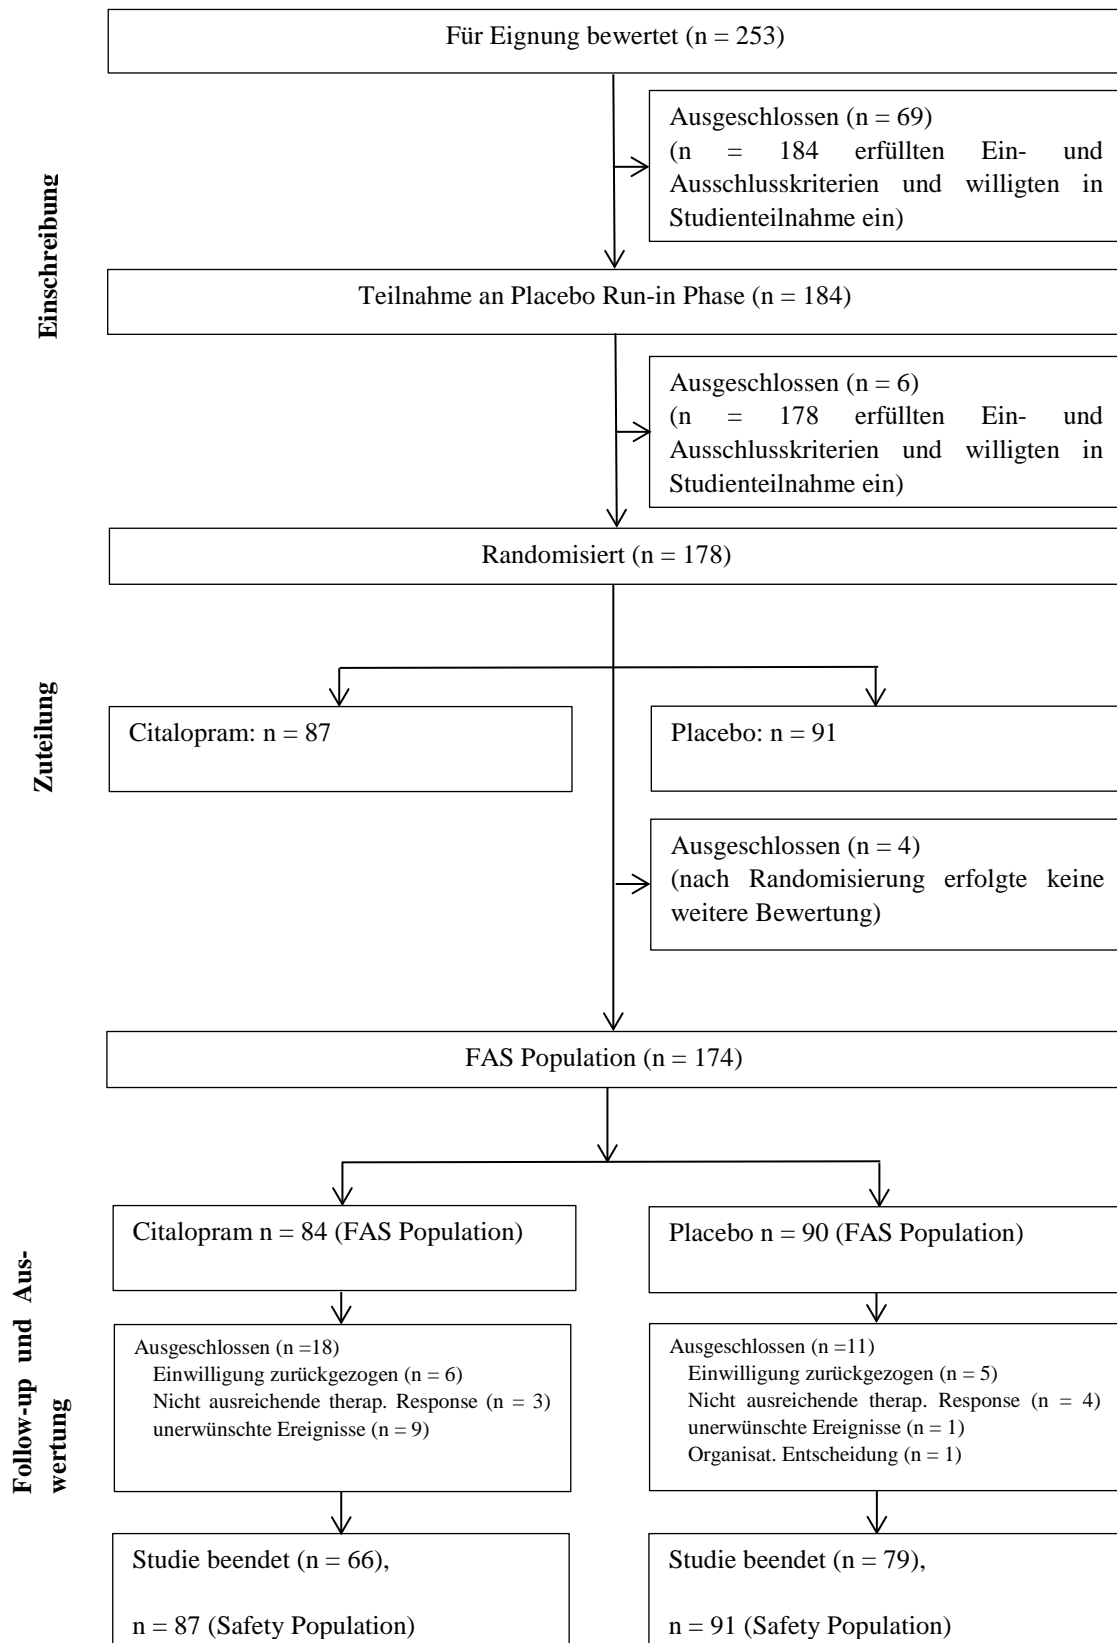 Für Eignung bewertet (n = 253)
Ausgeschlossen (n = 69)
(n = 184 erfüllten Ein- und
Ausschlusskriterien und willigten in
Studienteilnahme ein)
Einschreibung
Teilnahme an Placebo Run-in Phase (n = 184)
Ausgeschlossen (n = 6)
(n = 178 erfüllten Ein- und
Ausschlusskriterien und willigten in
Studienteilnahme ein)
Randomisiert (n = 178)
Zuteilung
Citalopram: n = 87
Placebo: n = 91
Ausgeschlossen (n = 4)
(nach Randomisierung erfolgte keine
weitere Bewertung)
FAS Population (n = 174)
Follow-up und Aus-
wertung
Citalopram n = 84 (FAS Population)
Placebo n = 90 (FAS Population)
Ausgeschlossen (n =18)
Einwilligung zurückgezogen (n = 6)
Nicht ausreichende therap. Response (n = 3)
unerwünschte Ereignisse (n = 9)
Ausgeschlossen (n =11)
Einwilligung zurückgezogen (n = 5)
Nicht ausreichende therap. Response (n = 4)
unerwünschte Ereignisse (n = 1)
Organisat. Entscheidung (n = 1)
Studie beendet (n = 66),
n = 87 (Safety Population)
Studie beendet (n = 79),
n = 91 (Safety Population)